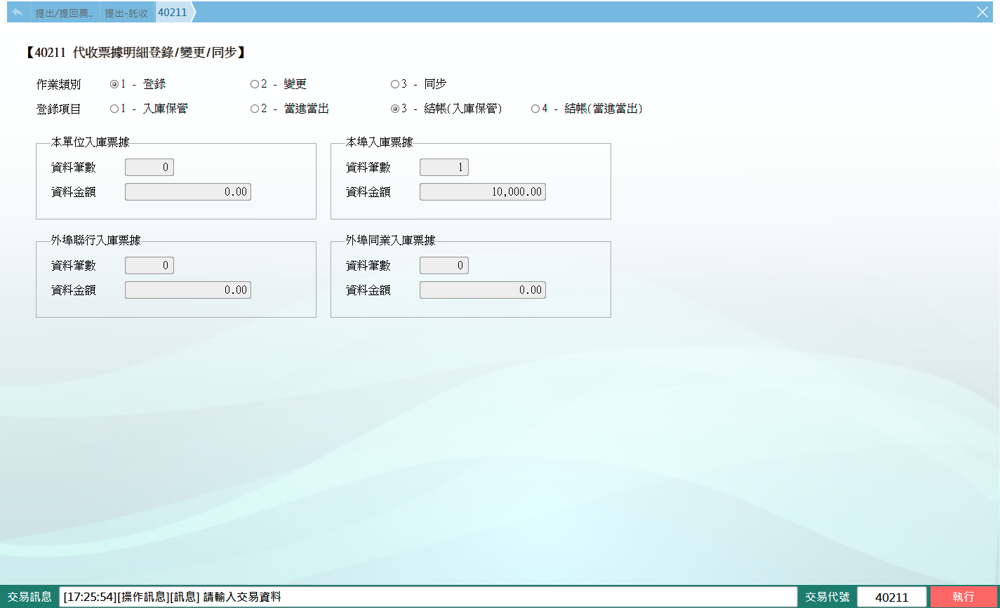 提出/提回票.. 提出-託收 40211
【40211 代收票據明細登錄/變更/同步】
作業類別 1 - 登錄 2 - 變更 3 - 同步
登錄項目 1 - 入庫保管 2 - 當進當出 3 - 結帳(入庫保管) 4 - 結帳(當進當出)
本單位入庫票據 本埠入庫票據
資料筆數 0 資料筆數 1
資料金額 0.00 資料金額 10,000.00
外埠聯行入庫票據 外埠同業入庫票據
資料筆數 0 資料筆數 0
資料金額 0.00 資料金額 0.00
交易訊息 [17:25:54][操作訊息][訊息] 請輸入交易資料 交易代號 40211 執行